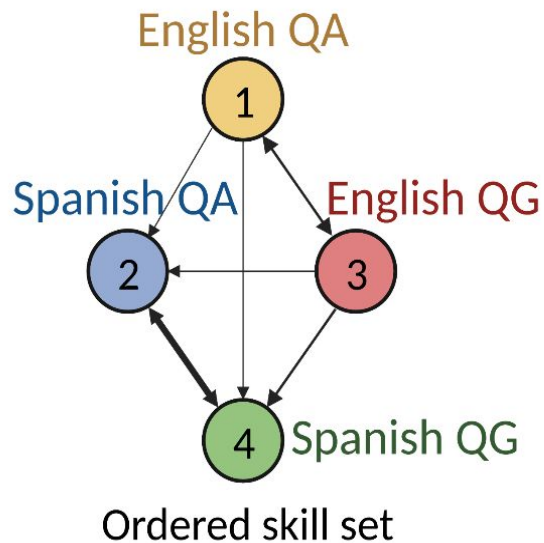 English QA
1
Spanish QA
English QG
2
3
4
Spanish QG
Ordered skill set